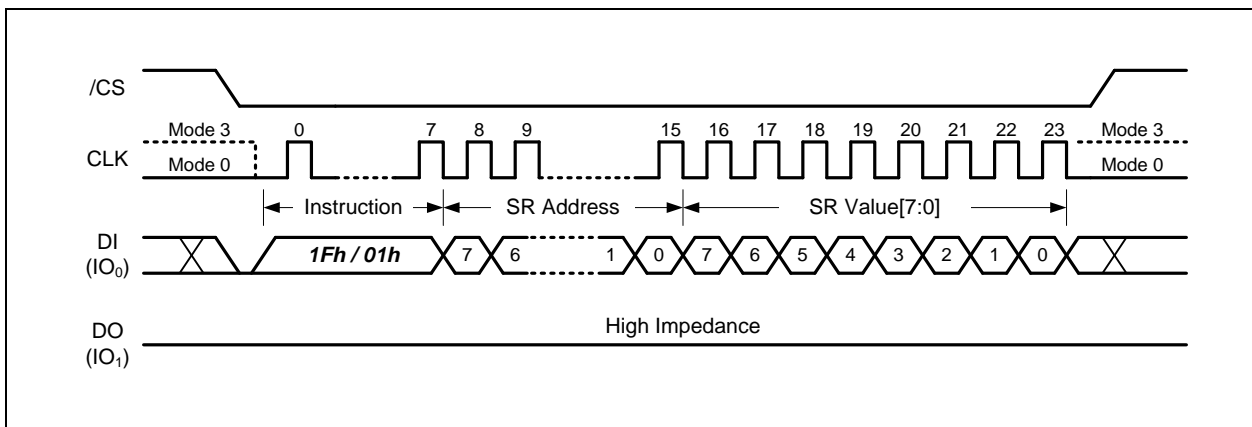 /CS
Mode 3 0 7 8 9 15 16 17 18 19 20 21 22 23 Mode 3
CLK
Mode 0 Mode 0
Instruction SR Address SR Value[7:0]
DI
(IO0)
1Fh / 01h 7 6 1 0 7 6 5 4 3 2 1 0
High Impedance
DO
(IO1)